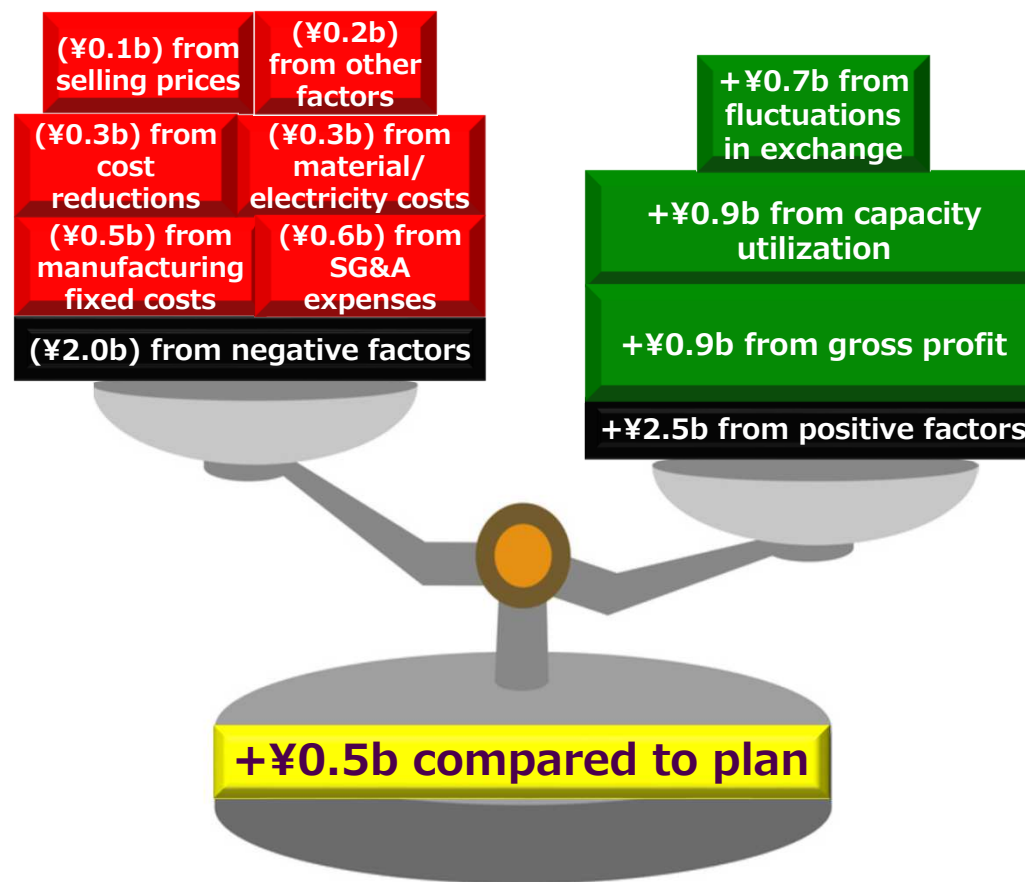 (¥0.1b) from
selling prices
(¥0.2b)
from other
factors
(¥0.3b) from
cost
reductions
(¥0.3b) from
material/
electricity costs
(¥0.5b) from
manufacturing
fixed costs
(¥0.6b) from
SG&A
expenses
(¥2.0b) from negative factors
+¥0.7b from
fluctuations
in exchange
+¥0.9b from capacity
utilization
+¥0.9b from gross profit
+¥2.5b from positive factors
+¥0.5b compared to plan